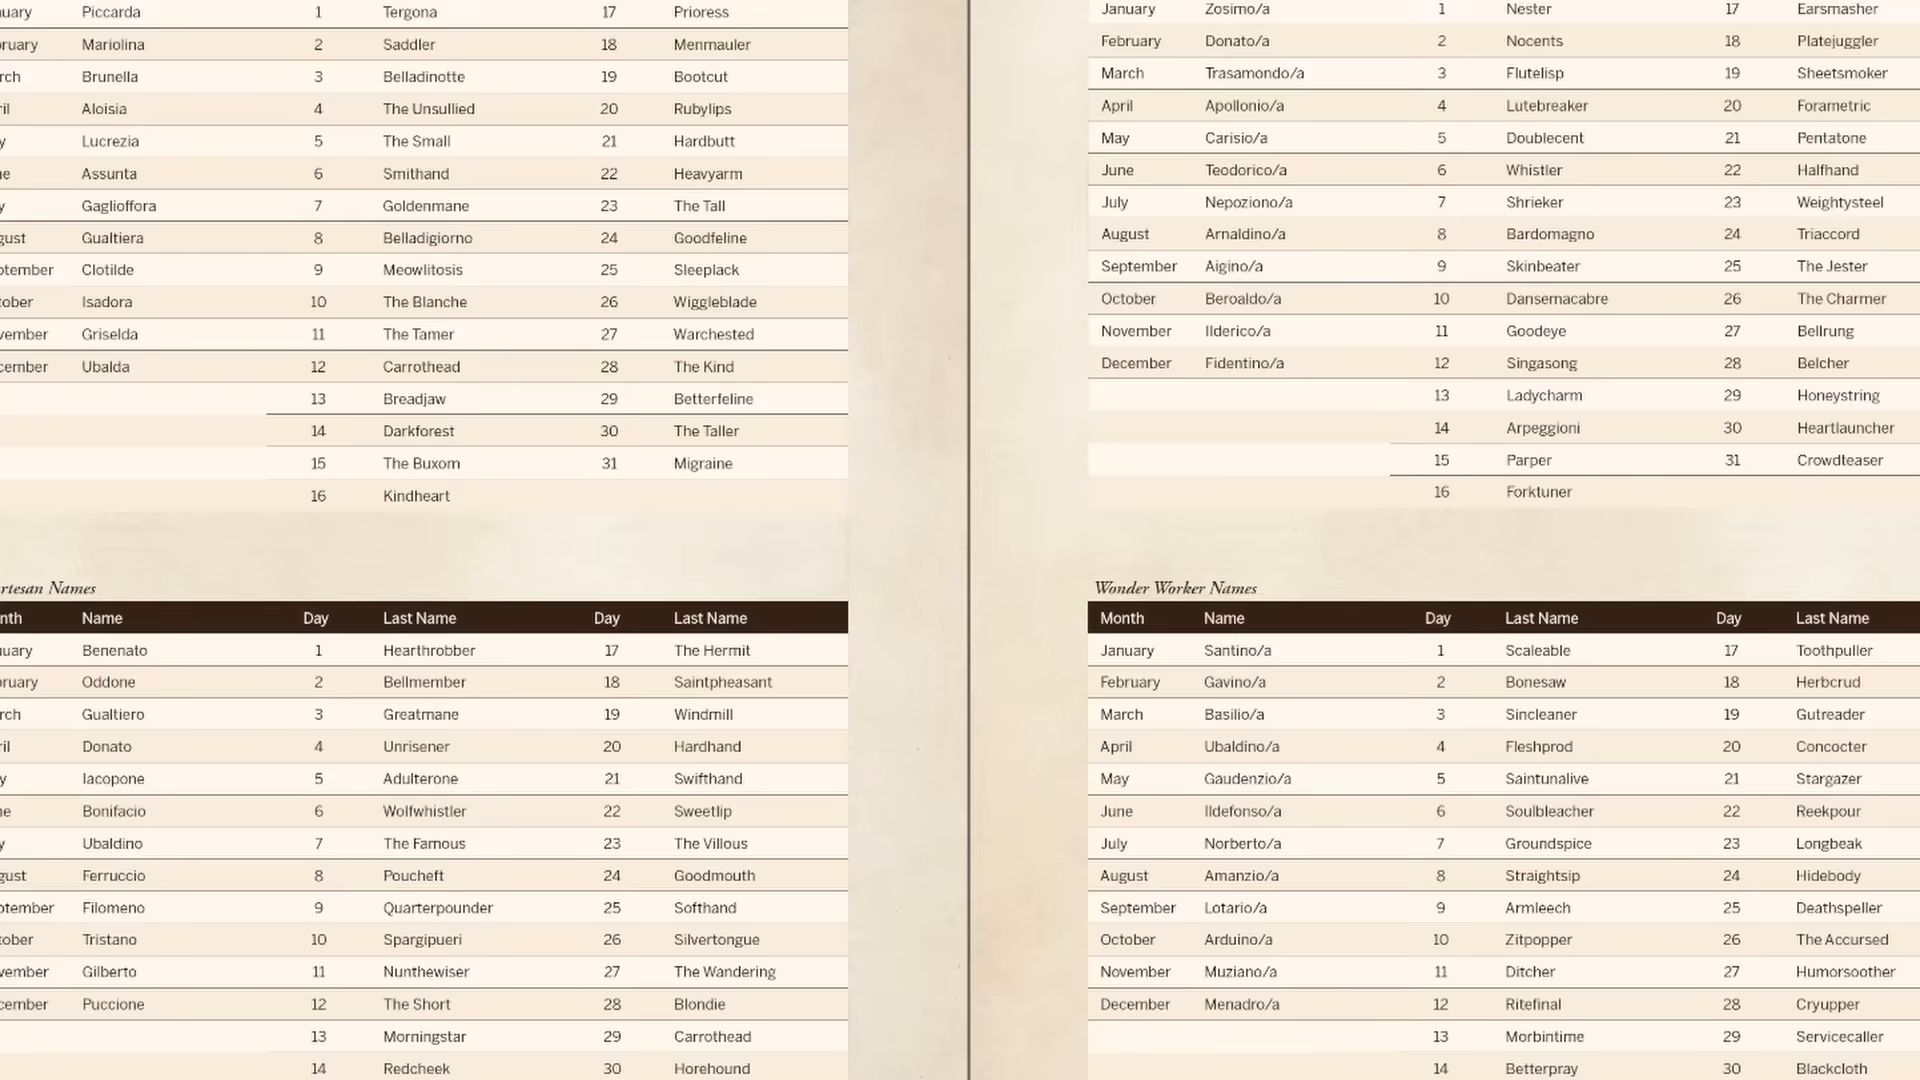 nuary Piccarda 1 Tergona 17 Prioress
bruary Mariolina 2 Saddler 18 Menmauler
rch Brunella 3 Belladinotte 19 Bootcut
ril Aloisia 4 The Unsullied 20 Rubylips
y Lucrezia 5 The Small 21 Hardbutt
ne Assunta 6 Smithand 22 Heavyarm
y Gaglioffora 7 Goldenmane 23 The Tall
gust Gualtiera 8 Belladigiorno 24 Goodfeline
ptember Clotilde 9 Meowlitosis 25 Sleeplack
tober Isadora 10 The Blanche 26 Wiggleblade
vember Griselda 11 The Tamer 27 Warchested
cember Ubalda 12 Carrothead 28 The Kind
13 Breadjaw 29 Betterfeline
14 Darkforest 30 The Taller
15 The Buxom 31 Migraine
16 Kindheart
rtesan Names
nth Name Day Last Name Day Last Name
nuary Benenato 1 Hearthrobber 17 The Hermit
bruary Oddone 2 Bellmember 18 Saintpheasant
rch Gualtiero 3 Greatmane 19 Windmill
ril Donato 4 Unrisener 20 Hardhand
y Iacopone 5 Adulterone 21 Swifthand
ne Bonifacio 6 Wolfwhistler 22 Sweetlip
y Ubaldino 7 The Famous 23 The Villous
gust Ferruccio 8 Poucheft 24 Goodmouth
ptember Filomeno 9 Quarterpounder 25 Softhand
tober Tristano 10 Spargipueri 26 Silvertongue
vember Gilberto 11 Nunthewiser 27 The Wandering
cember Puccione 12 The Short 28 Blondie
13 Morningstar 29 Carrothead
14 Redcheek 30 Horehound
January Zosimo/a 1 Nester 17 Earsmasher
February Donato/a 2 Nocents 18 Platejuggler
March Trasamondo/a 3 Flutelisp 19 Sheetsmoker
April Apollonio/a 4 Lutebreaker 20 Forametric
May Carisio/a 5 Doublecent 21 Pentatone
June Teodorico/a 6 Whistler 22 Halfhand
July Nepoziono/a 7 Shrieker 23 Weightysteel
August Arnaldino/a 8 Bardomagno 24 Triaccord
September Aigino/a 9 Skinbeater 25 The Jester
October Beroaldo/a 10 Dansemacabre 26 The Charmer
November Ilderico/a 11 Goodeye 27 Bellrung
December Fidentino/a 12 Singasong 28 Belcher
13 Ladycharm 29 Honeystring
14 Arpeggioni 30 Heartlauncher
15 Parper 31 Crowdteaser
16 Forktuner
Wonder Worker Names
Month Name Day Last Name Day Last Name
January Santino/a 1 Scaleable 17 Toothpuller
February Gavino/a 2 Bonesaw 18 Herbcrud
March Basilio/a 3 Sincleaner 19 Gutreader
April Ubaldino/a 4 Fleshprod 20 Concocter
May Gaudenzio/a 5 Saintunalive 21 Stargazer
June Ildefonso/a 6 Soulbleacher 22 Reekpour
July Norberto/a 7 Groundspice 23 Longbeak
August Amanzio/a 8 Straightsip 24 Hidebody
September Lotario/a 9 Armleech 25 Deathspeller
October Arduino/a 10 Zitpopper 26 The Accursed
November Muziano/a 11 Ditcher 27 Humorsoother
December Menadro/a 12 Ritefinal 28 Cryupper
13 Morbintime 29 Servicecaller
14 Betterpray 30 Blackcloth